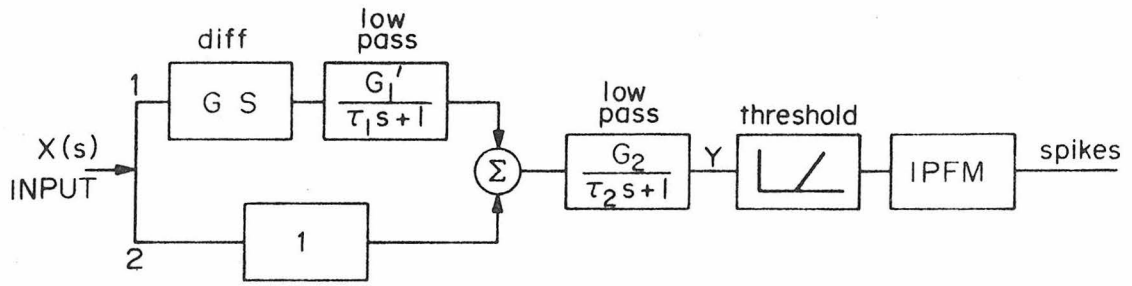 diff
low
pass
1
G S
G₁'
τ₁s+1
X(s)
INPUT
Σ
low
pass
G₂
τ₂s+1
Y
threshold
IPFM
spikes
2
1